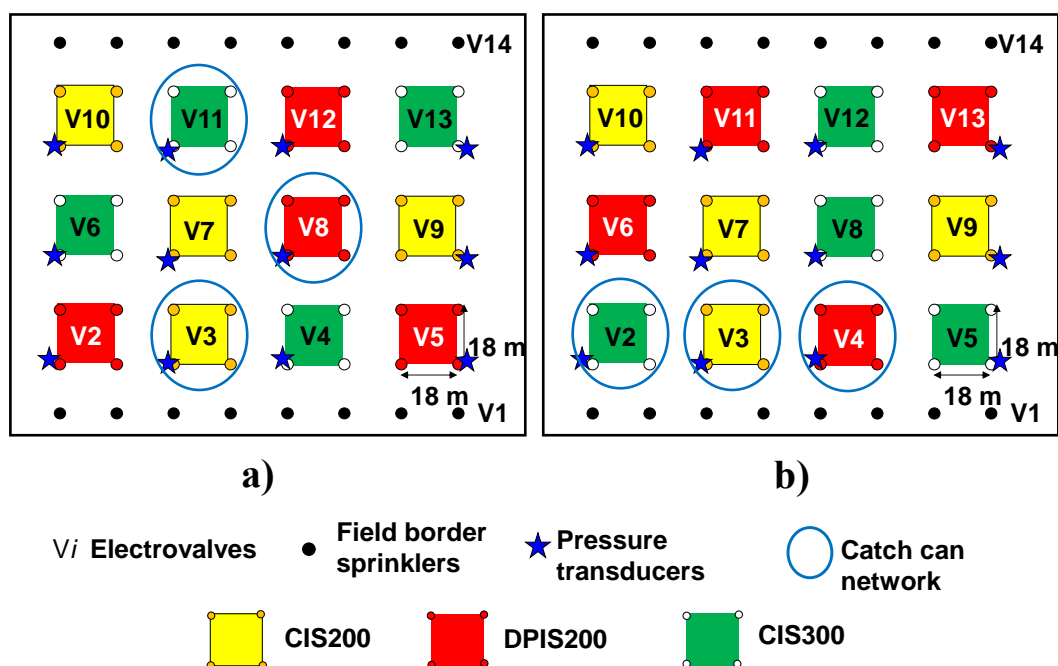 V14
V10 V11 V12 V13
V6 V7 V8 V9
V2 V3 V4 V5
18 m
18 m
V1
a)
V14
V10 V11 V12 V13
V6 V7 V8 V9
V2 V3 V4 V5
18 m
18 m
V1
b)
Vi Electrovalves
Field border
sprinklers
Pressure
transducers
Catch can
network
CIS200
DPIS200
CIS300